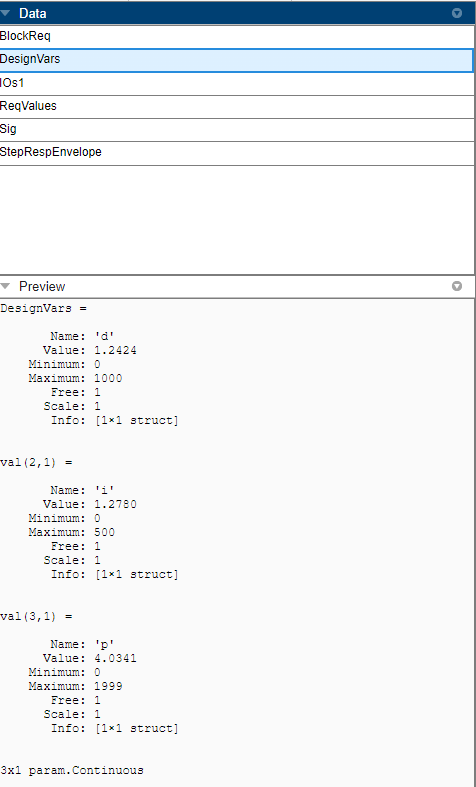 Data
BlockReq
DesignVars
IOs1
ReqValues
Sig
StepRespEnvelope
Preview
DesignVars =
Name: 'd'
Value: 1.2424
Minimum: 0
Maximum: 1000
Free: 1
Scale: 1
Info: [1×1 struct]
val(2,1) =
Name: 'i'
Value: 1.2780
Minimum: 0
Maximum: 500
Free: 1
Scale: 1
Info: [1×1 struct]
val(3,1) =
Name: 'p'
Value: 4.0341
Minimum: 0
Maximum: 1999
Free: 1
Scale: 1
Info: [1×1 struct]
3x1 param.Continuous